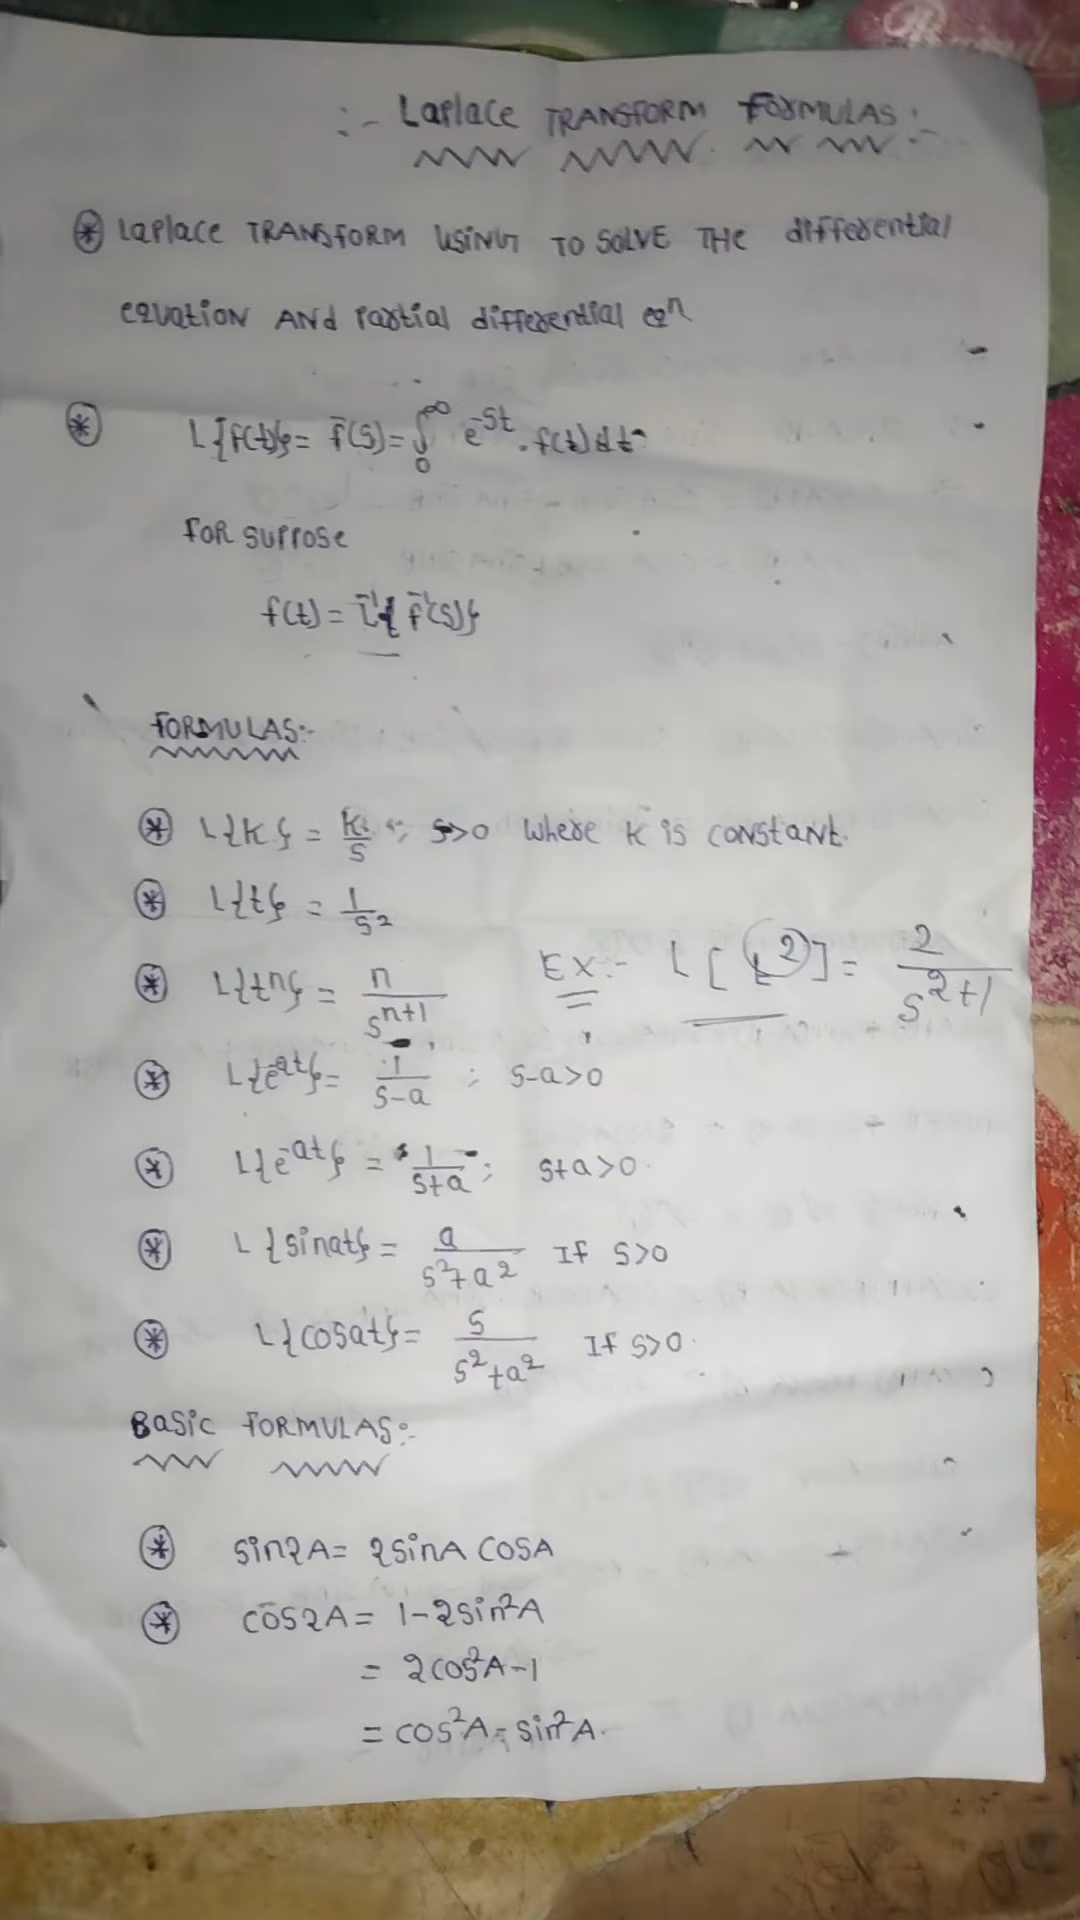 :- Laplace TRANSFORM FORMULAS :-
* Laplace TRANSFORM USING TO SOLVE THE differential
equation AND Partial differential eqn
* L{f(t)} = f̄(s) = ∫₀^∞ e^-st . f(t) dt
FOR SUPPOSE
f(t) = L⁻¹{f̄(s)}
FORMULAS:-
* L{K} = K/s ; s>0 where K is constant.
* L{t} = 1/s²
* L{t^n} = n/s^(n+1) Ex:- L[t²] = 2/s^(2+1)
* L{e^-at} = 1/(s-a) ; s-a>0
* L{e^-at} = 1/(s+a) ; s+a>0.
* L{sinat} = a/(s²+a²) If s>0
* L{cosat} = s/(s²+a²) If s>0.
BASIC FORMULAS:-
* sin2A = 2sinA COSA
* cos2A = 1-2sin²A
= 2cos²A-1
= cos²A-sin²A.